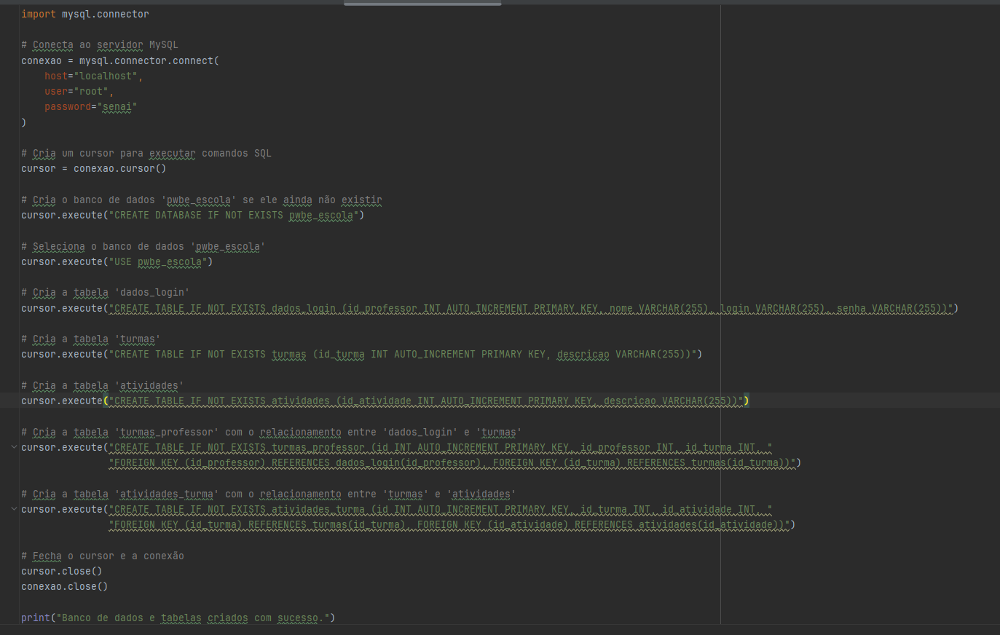 import mysql.connector
# Conecta ao servidor MySQL
conexao = mysql.connector.connect(
    host="localhost",
    user="root",
    password="senai"
)
# Cria um cursor para executar comandos SQL
cursor = conexao.cursor()
# Cria o banco de dados 'pwbe_escola' se ele ainda não existir
cursor.execute("CREATE DATABASE IF NOT EXISTS pwbe_escola")
# Seleciona o banco de dados 'pwbe_escola'
cursor.execute("USE pwbe_escola")
# Cria a tabela 'dados_login'
cursor.execute("CREATE TABLE IF NOT EXISTS dados_login (id_professor INT AUTO_INCREMENT PRIMARY KEY, nome VARCHAR(255), login VARCHAR(255), senha VARCHAR(255))")
# Cria a tabela 'turmas'
cursor.execute("CREATE TABLE IF NOT EXISTS turmas (id_turma INT AUTO_INCREMENT PRIMARY KEY, descricao VARCHAR(255))")
# Cria a tabela 'atividades'
cursor.execute("CREATE TABLE IF NOT EXISTS atividades (id_atividade INT AUTO_INCREMENT PRIMARY KEY, descricao VARCHAR(255))")
# Cria a tabela 'turmas_professor' com o relacionamento entre 'dados_login' e 'turmas'
cursor.execute("CREATE TABLE IF NOT EXISTS turmas_professor (id INT AUTO_INCREMENT PRIMARY KEY, id_professor INT, id_turma INT, "
               "FOREIGN KEY (id_professor) REFERENCES dados_login(id_professor), FOREIGN KEY (id_turma) REFERENCES turmas(id_turma))")
# Cria a tabela 'atividades_turma' com o relacionamento entre 'turmas' e 'atividades'
cursor.execute("CREATE TABLE IF NOT EXISTS atividades_turma (id INT AUTO_INCREMENT PRIMARY KEY, id_turma INT, id_atividade INT, "
               "FOREIGN KEY (id_turma) REFERENCES turmas(id_turma), FOREIGN KEY (id_atividade) REFERENCES atividades(id_atividade))")
# Fecha o cursor e a conexão
cursor.close()
conexao.close()
print("Banco de dados e tabelas criados com sucesso.")